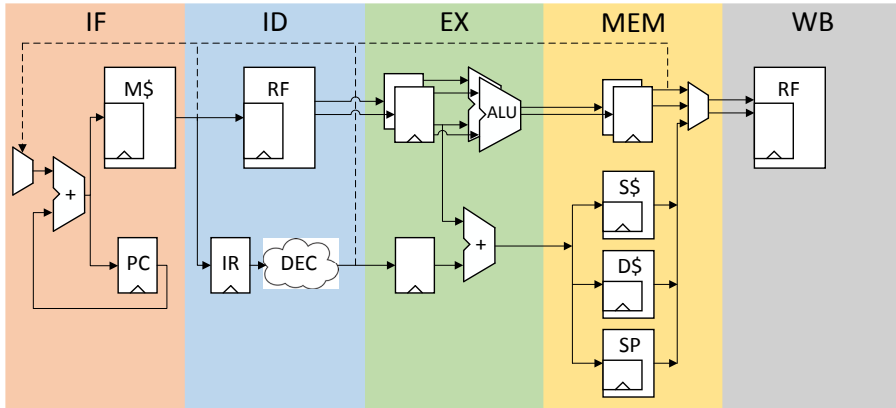 IF ID EX MEM WB
M$ RF ALU RF
+
S$
+
PC IR DEC D$
SP